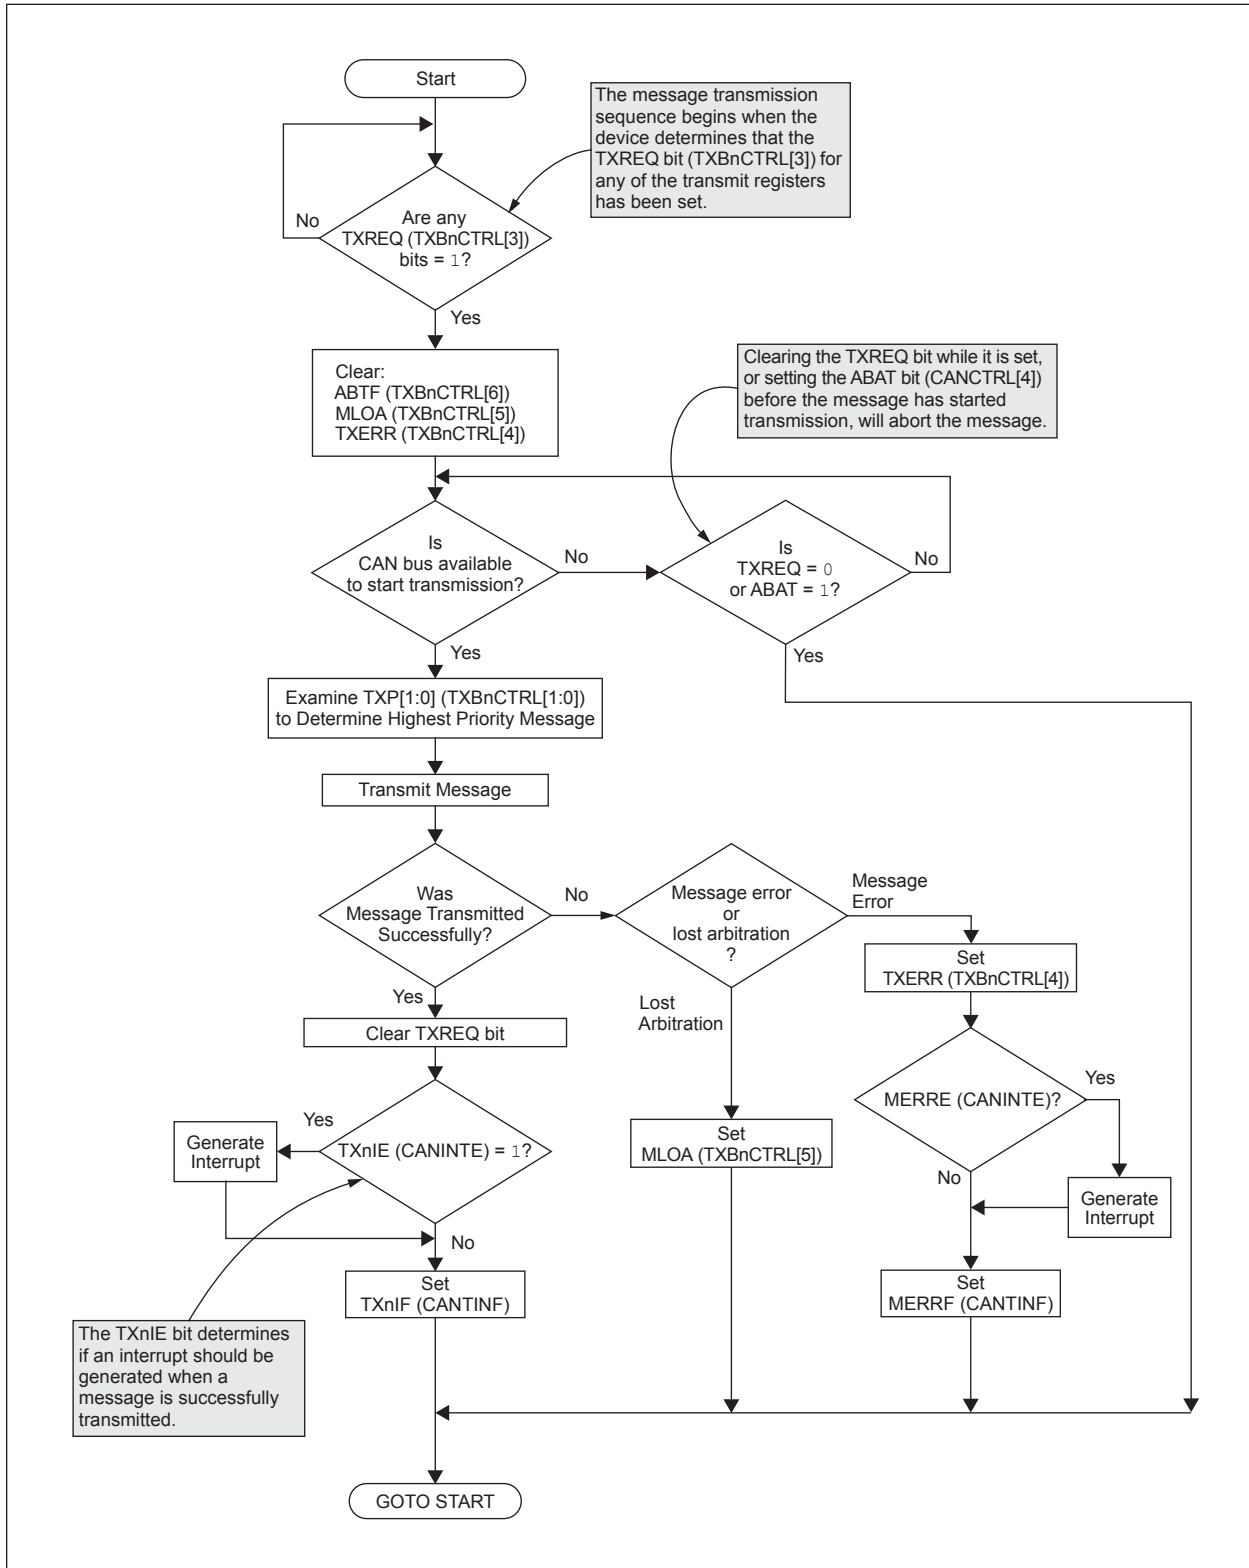 Start
The message transmission
sequence begins when the
device determines that the
TXREQ bit (TXBnCTRL[3]) for
any of the transmit registers
has been set.
No
Are any
TXREQ (TXBnCTRL[3])
bits = 1?
Yes
Clear:
ABTF (TXBnCTRL[6])
MLOA (TXBnCTRL[5])
TXERR (TXBnCTRL[4])
Clearing the TXREQ bit while it is set,
or setting the ABAT bit (CANCTRL[4])
before the message has started
transmission, will abort the message.
Is
CAN bus available
to start transmission?
No
Is
TXREQ = 0
or ABAT = 1?
No
Yes
Yes
Examine TXP[1:0] (TXBnCTRL[1:0])
to Determine Highest Priority Message
Transmit Message
Was
Message Transmitted
Successfully?
No
Message error
or
lost arbitration
?
Message
Error
Set
TXERR (TXBnCTRL[4])
Yes
Lost
Arbitration
Clear TXREQ bit
MERRE (CANINTE)?
Yes
Yes
TXnIE (CANINTE) = 1?
Generate
Interrupt
Set
MLOA (TXBnCTRL[5])
No
Generate
Interrupt
No
Set
TXnIF (CANTINF)
Set
MERRF (CANTINF)
The TXnIE bit determines
if an interrupt should be
generated when a
message is successfully
transmitted.
GOTO START